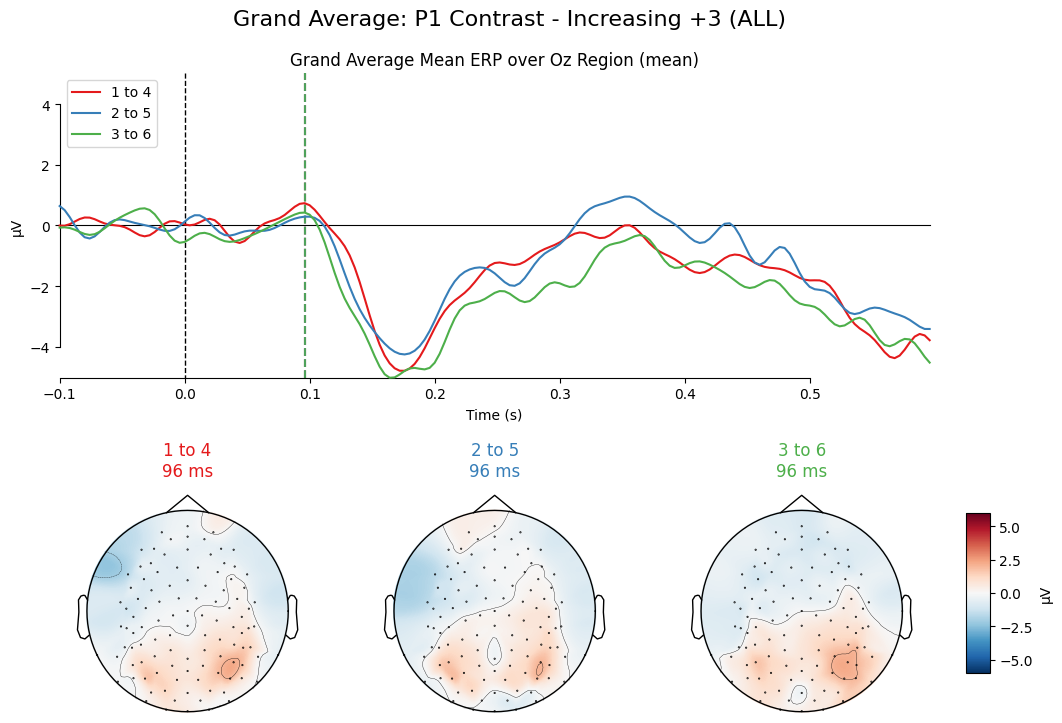 Grand Average: P1 Contrast - Increasing +3 (ALL)
Grand Average Mean ERP over Oz Region (mean)
1 to 4
2 to 5
3 to 6
4
2
0
−2
−4
µV
−0.1 0.0 0.1 0.2 0.3 0.4 0.5
Time (s)
1 to 4
96 ms
2 to 5
96 ms
3 to 6
96 ms
5.0
2.5
0.0
−2.5
−5.0
µV